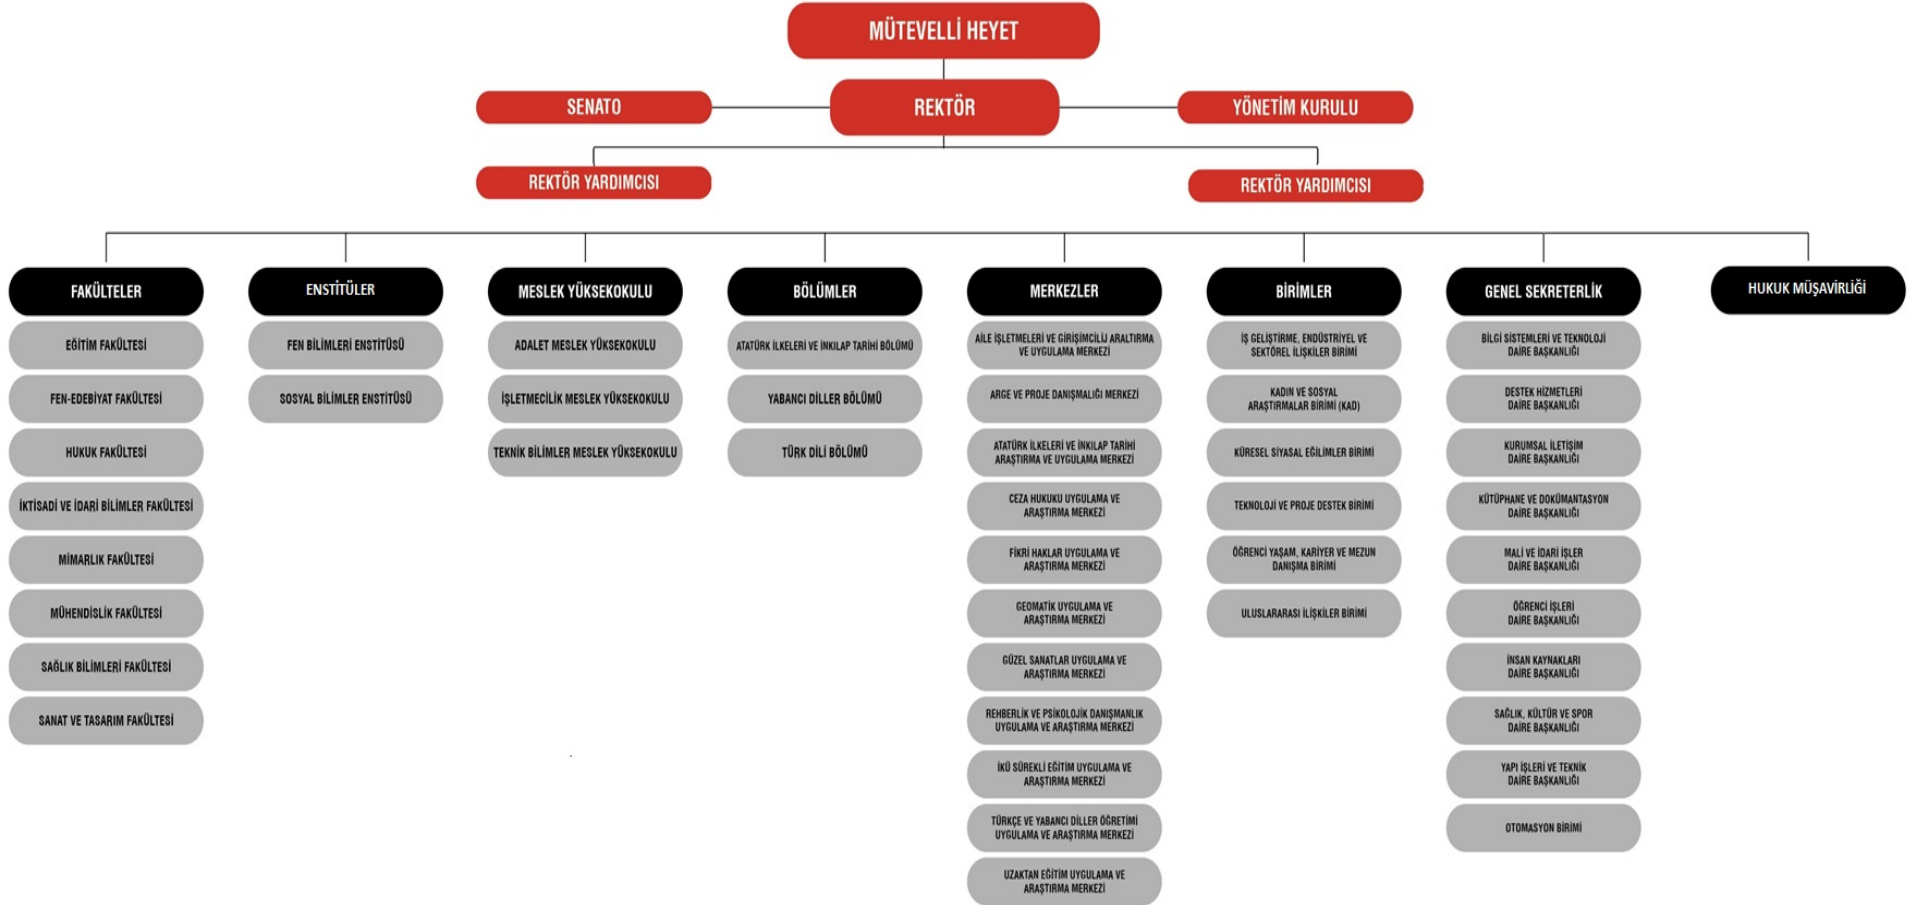 MÜTEVELLİ HEYET
SENATO
REKTÖR
YÖNETİM KURULU
REKTÖR YARDIMCISI
REKTÖR YARDIMCISI
FAKÜLTELER
EĞİTİM FAKÜLTESİ
FEN-EDEBİYAT FAKÜLTESİ
HUKUK FAKÜLTESİ
İKTİSADİ VE İDARİ BİLİMLER FAKÜLTESİ
MİMARLIK FAKÜLTESİ
MÜHENDİSLİK FAKÜLTESİ
SAĞLIK BİLİMLERİ FAKÜLTESİ
SANAT VE TASARIM FAKÜLTESİ
ENSTİTÜLER
FEN BİLİMLERİ ENSTİTÜSÜ
SOSYAL BİLİMLER ENSTİTÜSÜ
MESLEK YÜKSEKOKULU
ADALET MESLEK YÜKSEKOKULU
İŞLETMECİLİK MESLEK YÜKSEKOKULU
TEKNİK BİLİMLER MESLEK YÜKSEKOKULU
BÖLÜMLER
ATATÜRK İLKELERİ VE İNKILAP TARİHİ BÖLÜMÜ
YABANCI DİLLER BÖLÜMÜ
TÜRK DİLİ BÖLÜMÜ
MERKEZLER
AİLE İŞLETMELERİ VE GİRİŞİMCİLİJ ARALTIRMA
VE UYGULAMA MERKEZİ
ARGE VE PROJE DANIŞMALIĞI MERKEZİ
ATATÜRK İLKELERİ VE İNKILAP TARİHİ
ARAŞTIRMA VE UYGULAMA MERKEZİ
CEZA HUKUKU UYGULAMA VE
ARAŞTIRMA MERKEZİ
FİKRİ HAKLAR UYGULAMA VE
ARAŞTIRMA MERKEZİ
GEOMATİK UYGULAMA VE
ARAŞTIRMA MERKEZİ
GÜZEL SANATLAR UYGULAMA VE
ARAŞTIRMA MERKEZİ
REHBERLİK VE PSİKOLOJİK DANIŞMANLIK
UYGULAMA VE ARAŞTIRMA MERKEZİ
İKÜ SÜREKLİ EĞİTİM UYGULAMA VE
ARAŞTIRMA MERKEZİ
TÜRKÇE VE YABANCI DİLLER ÖĞRETİMİ
UYGULAMA VE ARAŞTIRMA MERKEZİ
UZAKTAN EĞİTİM UYGULAMA VE
ARAŞTIRMA MERKEZİ
BİRİMLER
İŞ GELİŞTİRME, ENDÜSTRİYEL VE
SEKTÖREL İLİŞKİLER BİRİMİ
KADIN VE SOSYAL
ARAŞTIRMALAR BİRİMİ (KAD)
KÜRESEL SİYASAL EĞİLİMLER BİRİMİ
TEKNOLOJİ VE PROJE DESTEK BİRİMİ
ÖĞRENCİ YAŞAM, KARİYER VE MEZUN
DANIŞMA BİRİMİ
ULUSLARARASI İLİŞKİLER BİRİMİ
GENEL SEKRETERLİK
BİLGİ SİSTEMLERİ VE TEKNOLOJİ
DAİRE BAŞKANLIĞI
DESTEK HİZMETLERİ
DAİRE BAŞKANLIĞI
KURUMSAL İLETİŞİM
DAİRE BAŞKANLIĞI
KÜTÜPHANE VE DOKÜMANTASYON
DAİRE BAŞKANLIĞI
MALİ VE İDARİ İŞLER
DAİRE BAŞKANLIĞI
ÖĞRENCİ İŞLERİ
DAİRE BAŞKANLIĞI
İNSAN KAYNAKLARI
DAİRE BAŞKANLIĞI
SAĞLIK, KÜLTÜR VE SPOR
DAİRE BAŞKANLIĞI
YAPI İŞLERİ VE TEKNİK
DAİRE BAŞKANLIĞI
OTOMASYON BİRİMİ
HUKUK MÜŞAVİRLİĞİ